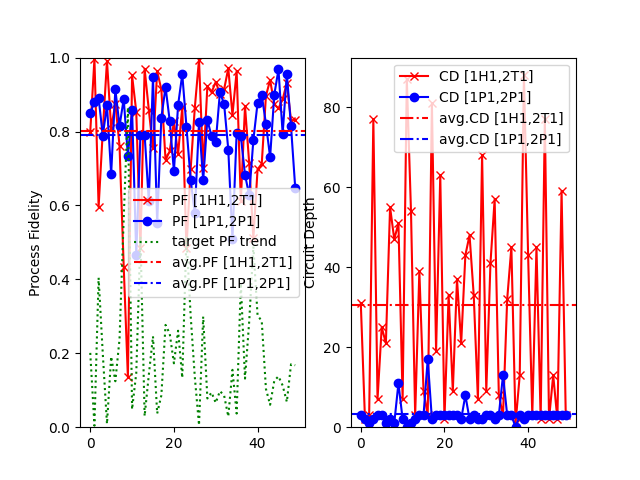 1.0
0.8
0.6
0.4
0.2
0.0
Process Fidelity
0
20
40
PF [1H1,2T1]
PF [1P1,2P1]
target PF trend
avg.PF [1H1,2T1]
avg.PF [1P1,2P1]
80
60
40
20
0
Circuit Depth
0
20
40
CD [1H1,2T1]
CD [1P1,2P1]
avg.CD [1H1,2T1]
avg.CD [1P1,2P1]